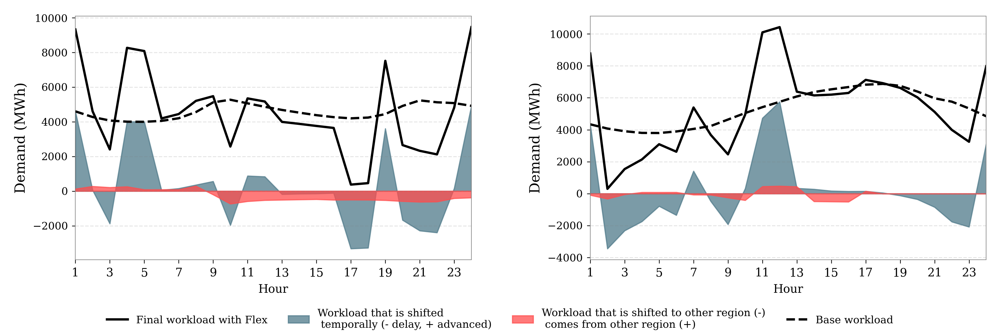 10000
8000
6000
4000
2000
0
−2000
Demand (MWh)
1 3 5 7 9 11 13 15 17 19 21 23
Hour
10000
8000
6000
4000
2000
0
−2000
−4000
Demand (MWh)
1 3 5 7 9 11 13 15 17 19 21 23
Hour
Final workload with Flex
Workload that is shifted
temporally (- delay, + advanced)
Workload that is shifted to other region (-)
comes from other region (+)
Base workload